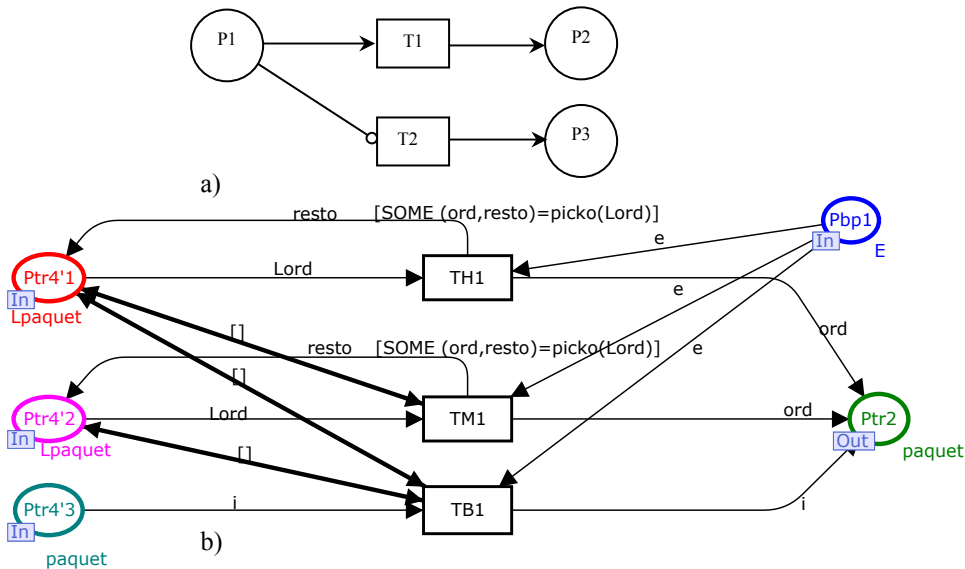 P1
T1
P2
T2
P3
a)
resto [SOME (ord,resto)=picko(Lord)]
Pbp1
In
E
e
Ptr4'1
In
Lpaquet
Lord
TH1
e
[]
ord
resto [SOME (ord,resto)=picko(Lord)]
e
[]
Ptr4'2
In
Lpaquet
Lord
TM1
ord
Ptr2
Out
paquet
[]
Ptr4'3
In
paquet
i
TB1
i
b)